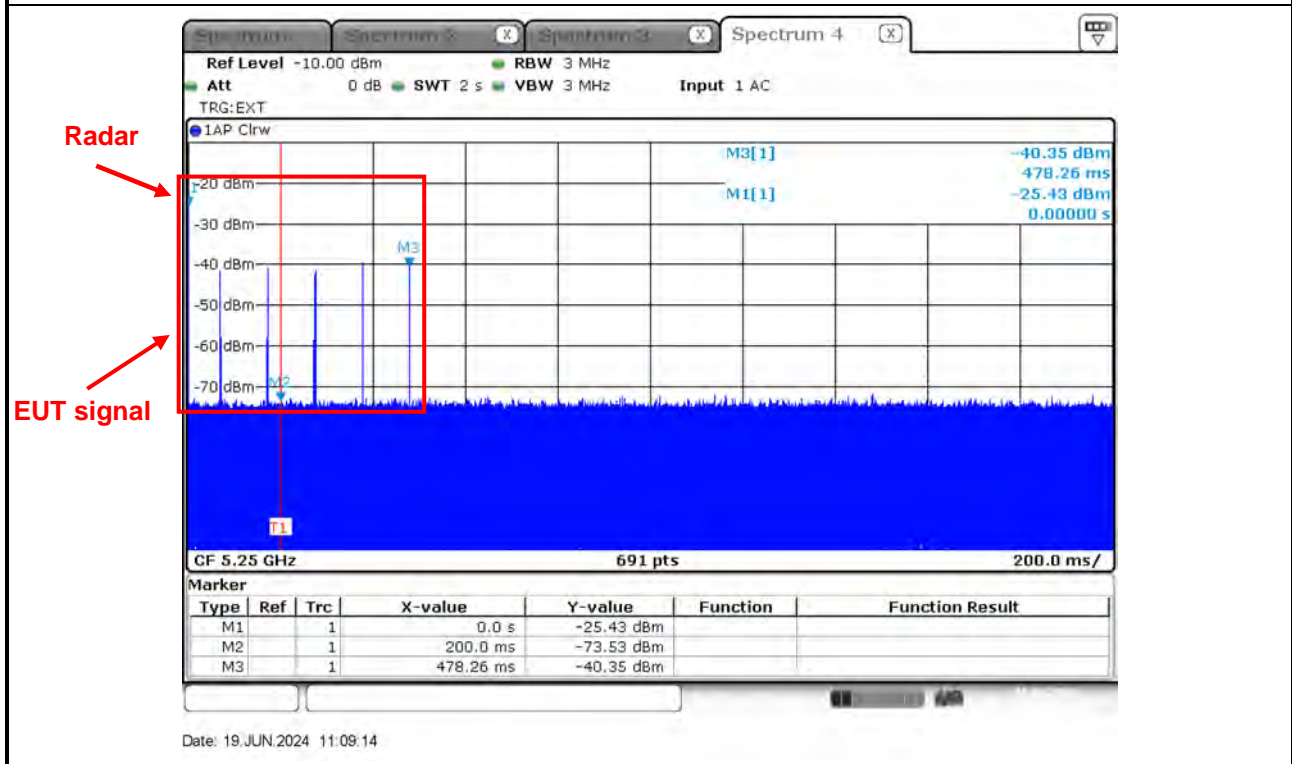 Spectrum Spectrum 2 X Spectrum 3 X Spectrum 4 X
Ref Level -10.00 dBm RBW 3 MHz
Att 0 dB SWT 2 s VBW 3 MHz Input 1 AC
TRG:EXT
1AP Clrw
Radar
M3[1] -40.35 dBm
478.26 ms
-20 dBm
M1[1] -25.43 dBm
0.00000 s
-30 dBm
M3
-40 dBm
-50 dBm
-60 dBm
-70 dBm
M2
EUT signal
T1
CF 5.25 GHz 691 pts 200.0 ms/
Marker
Type Ref Trc X-value Y-value Function Function Result
M1 1 0.0 s -25.43 dBm
M2 1 200.0 ms -73.53 dBm
M3 1 478.26 ms -40.35 dBm
Date: 19.JUN.2024 11:09:14